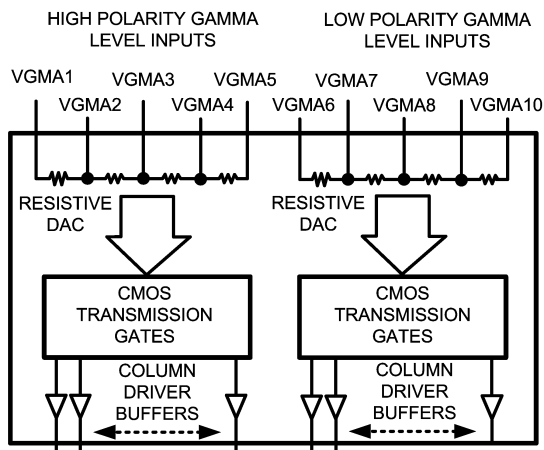 HIGH POLARITY GAMMA
LEVEL INPUTS
LOW POLARITY GAMMA
LEVEL INPUTS
VGMA1
VGMA2
VGMA3
VGMA4
VGMA5
VGMA6
VGMA7
VGMA8
VGMA9
VGMA10
RESISTIVE
DAC
RESISTIVE
DAC
CMOS
TRANSMISSION
GATES
CMOS
TRANSMISSION
GATES
COLUMN
DRIVER
BUFFERS
COLUMN
DRIVER
BUFFERS